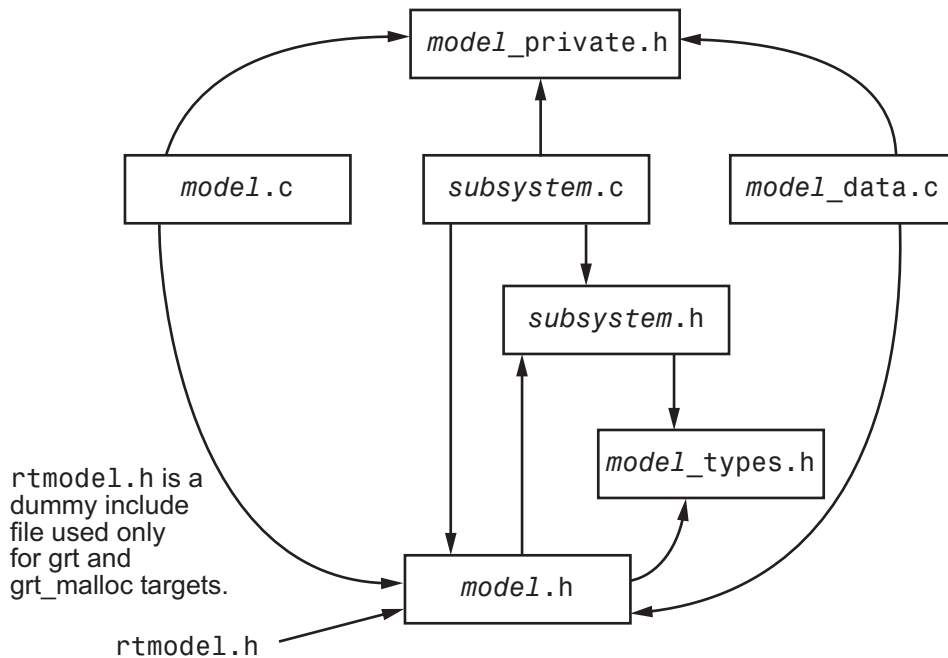 model_private.h
model.c
subsystem.c
model_data.c
subsystem.h
model_types.h
rtmodel.h is a
dummy include
file used only
for grt and
grt_malloc targets.
model.h
rtmodel.h